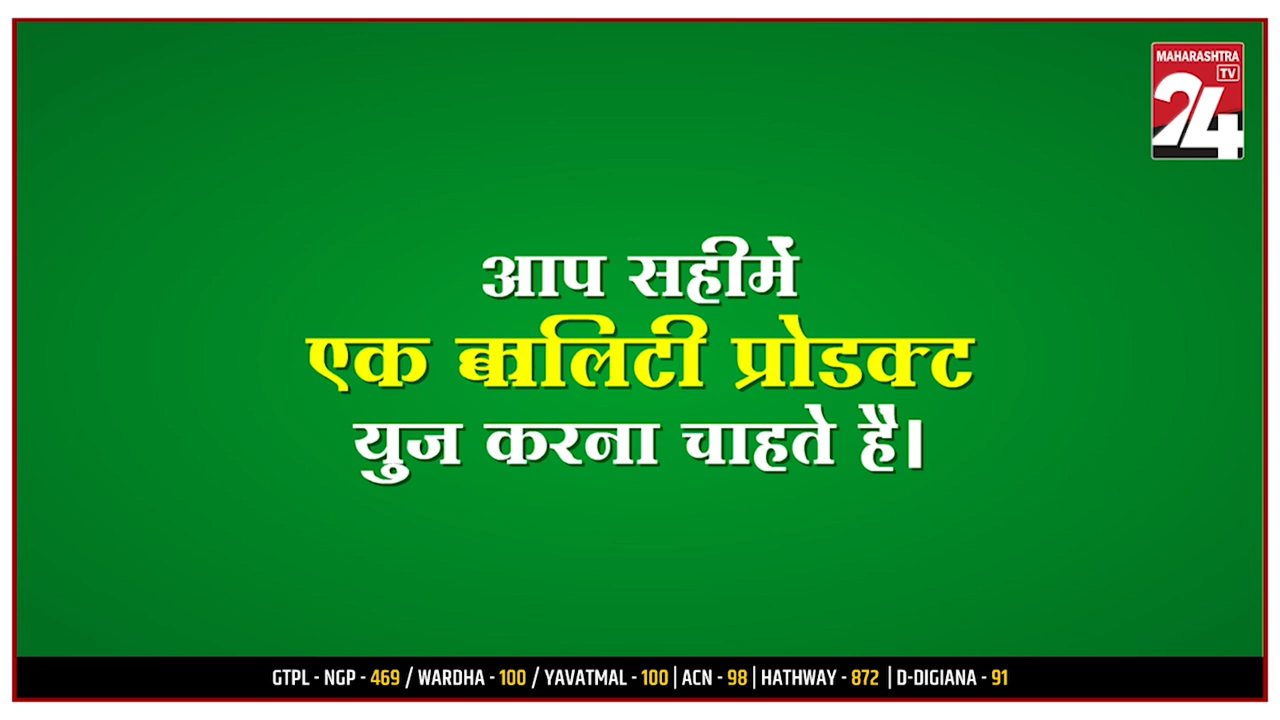 MAHARASHTRA
TV
24
आप सहीमें
एक क्वालिटी प्रोडक्ट
युज करना चाहते है।
GTPL - NGP - 469 / WARDHA - 100 / YAVATMAL - 100 | ACN - 98 | HATHWAY - 872 | D-DIGIANA - 91